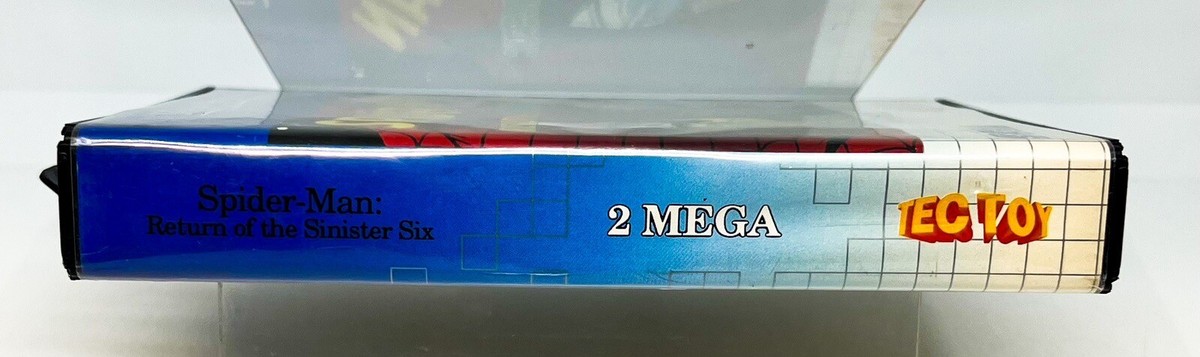 Spider-Man:
Return of the Sinister Six
2 MEGA
TEC TOY